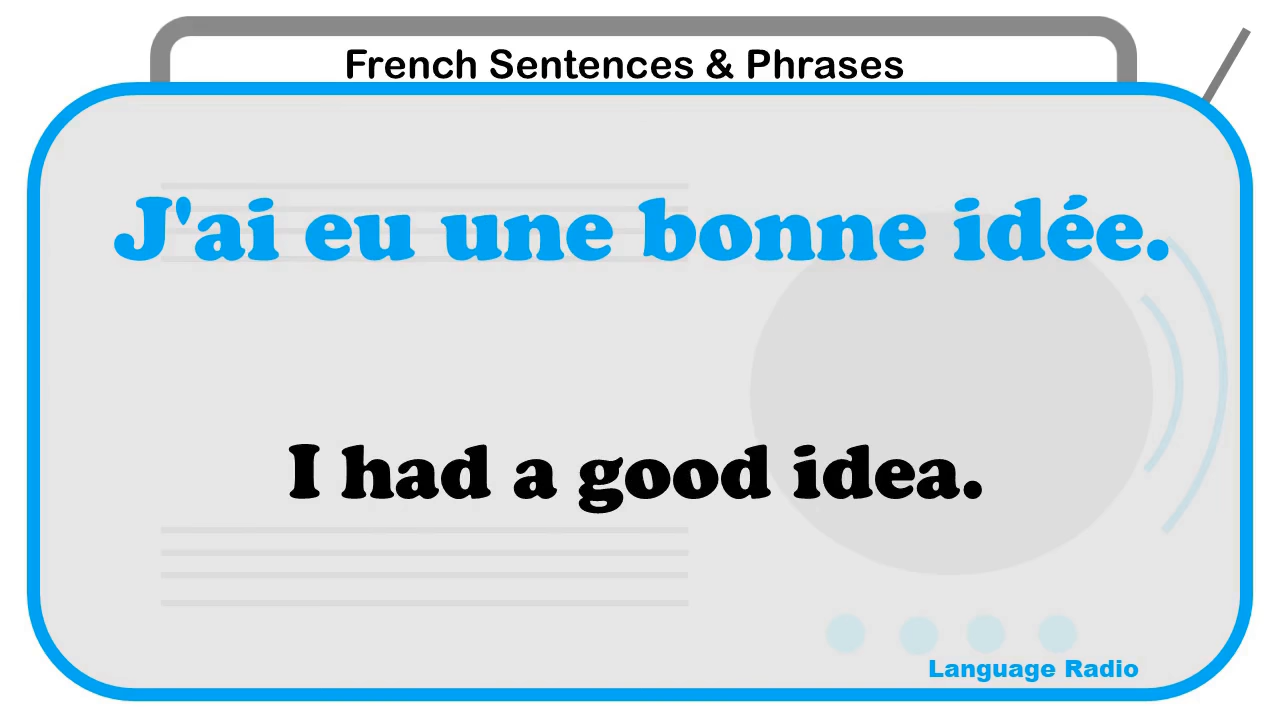 French Sentences & Phrases
J'ai eu une bonne idée.
I had a good idea.
Language Radio